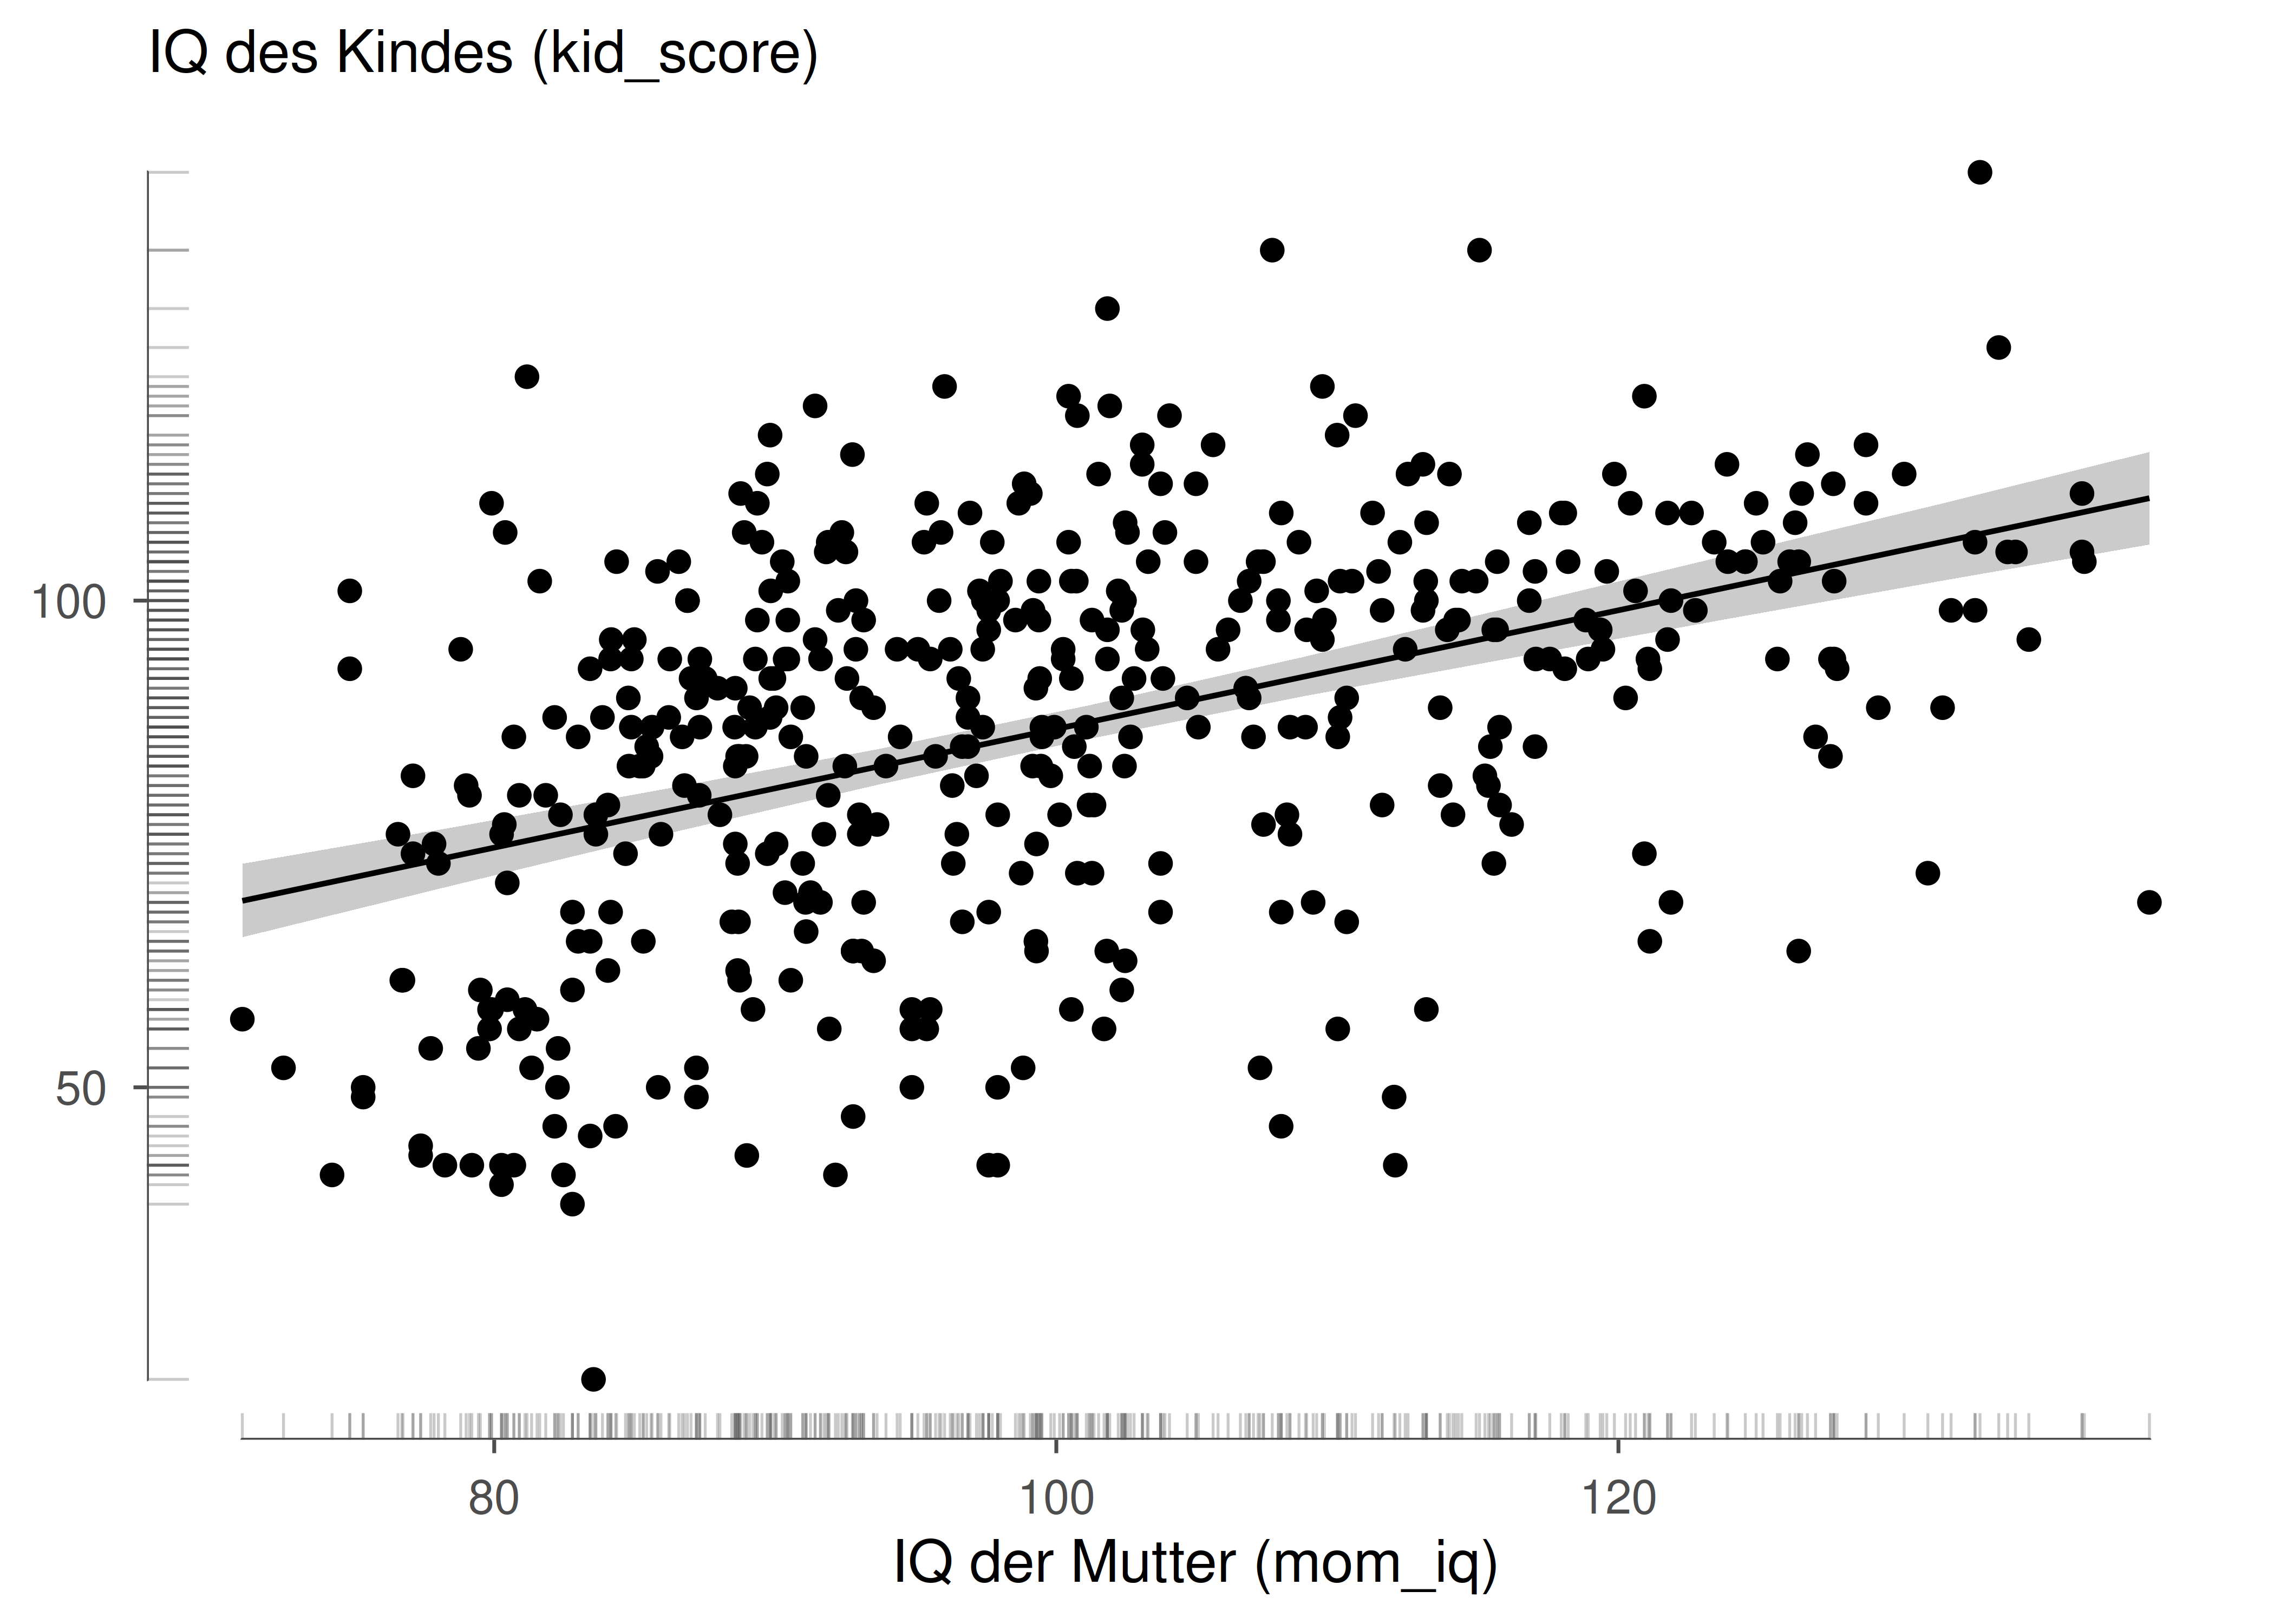 IQ des Kindes (kid_score)
100
50
80 100 120
IQ der Mutter (mom_iq)